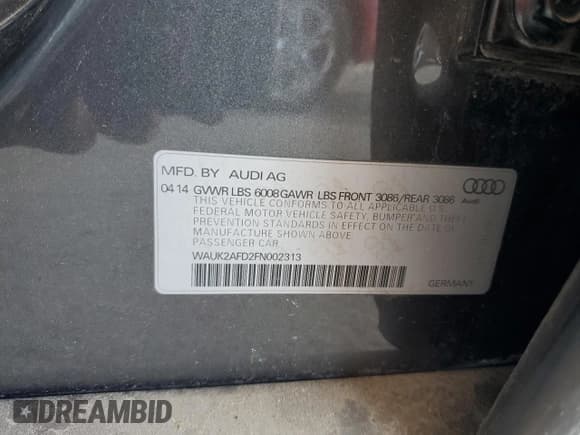 MFD. BY AUDI AG
04 14 GVWR LBS 6008 GAWR LBS FRONT 3086/REAR 3086
Audi
THIS VEHICLE CONFORMS TO ALL APPLICABLE U.S.
FEDERAL MOTOR VEHICLE SAFETY, BUMPER AND THEFT
PREVENTION STANDARDS IN EFFECT ON THE DATE OF
MANUFACTURE SHOWN ABOVE.
PASSENGER CAR.
WAUK2AFD2FN002313
GERMANY
DREAMBID